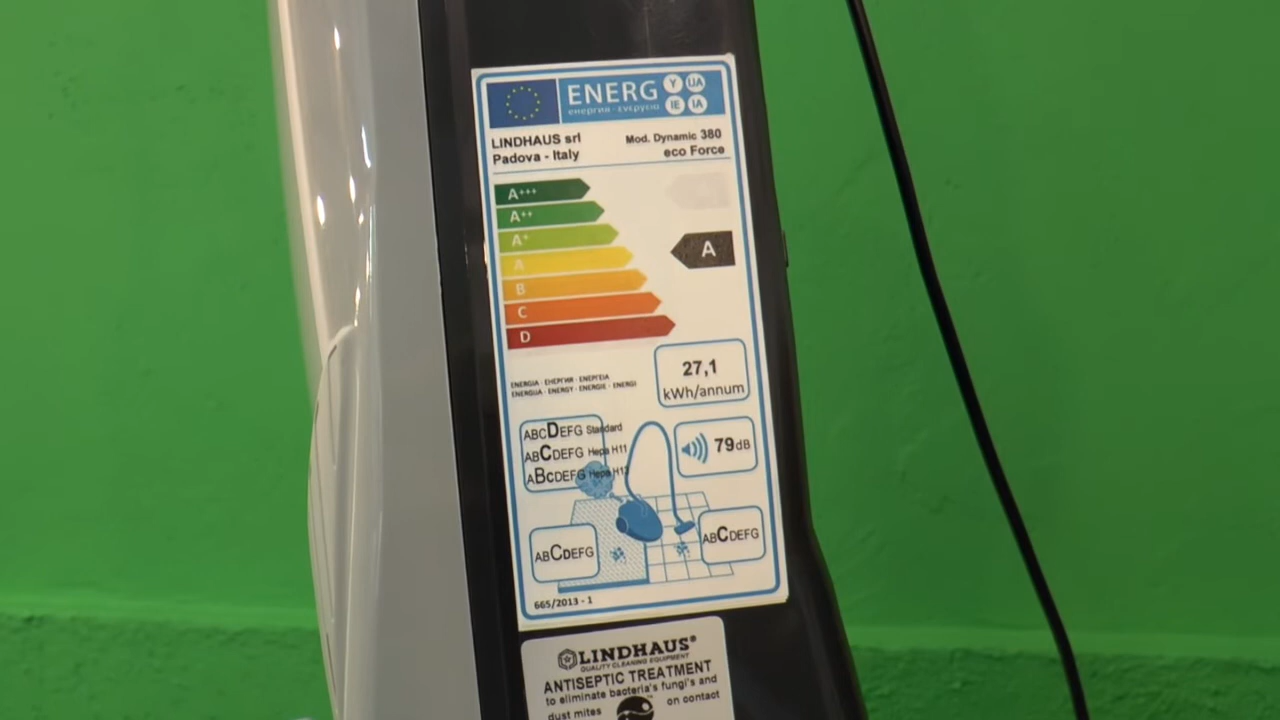 ENERG Y UA
енергия · ενεργεια IE IA
LINDHAUS srl
Padova - Italy
Mod. Dynamic 380
eco Force
A+++
A++
A+
A
B
C
D
A
27,1
kWh/annum
ENERGIA · ЕНЕРГИЯ · ΕΝΕΡΓΕΙΑ
ENERGIJA · ENERGY · ENERGIE · ENERGI
ABCDEFG Standard
ABCDEFG Hepa H11
ABCDEFG Hepa H13
79dB
ABCDEFG
ABCDEFG
665/2013 - 1
LINDHAUS®
QUALITY CLEANING EQUIPMENT
ANTISEPTIC TREATMENT
to eliminate bacteria's fungi's and
dust mites on contact